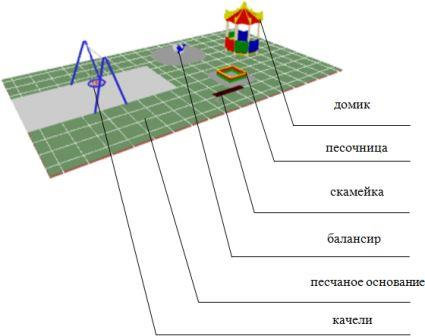 домик
песочница
скамейка
балансир
песчаное основание
качели